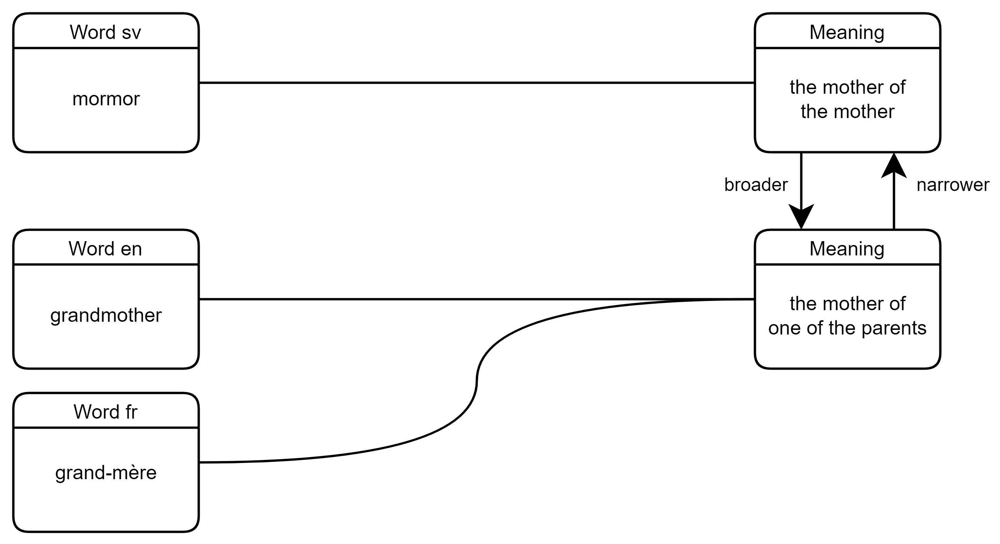 Word sv
mormor
Meaning
the mother of
the mother
broader
narrower
Word en
grandmother
Meaning
the mother of
one of the parents
Word fr
grand-mère